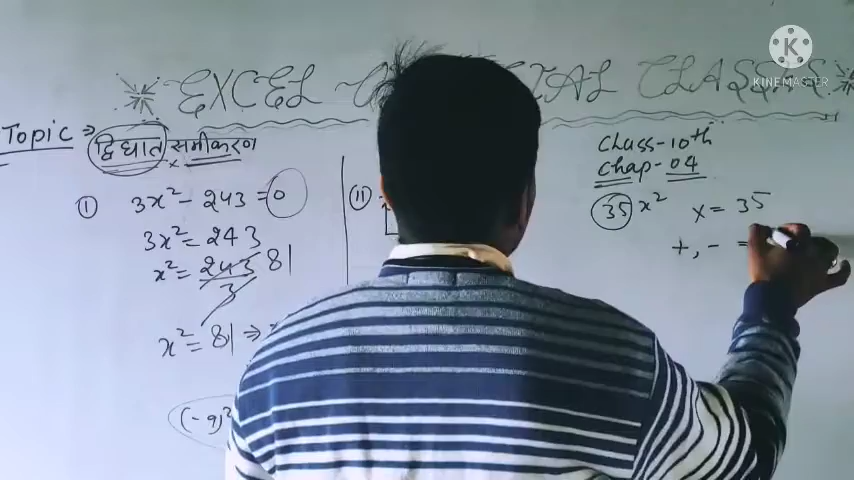 EXCEL
CLASSES
K
KINEMASTER
Topic ⇒ द्विघात समीकरण
Class-10th
Chap-04
① 3x² - 243 = 0
3x² = 243
x² = 243/3 81
x² = 81 ⇒
(-9)²
ⅱ
35 x² x = 35
+, - =